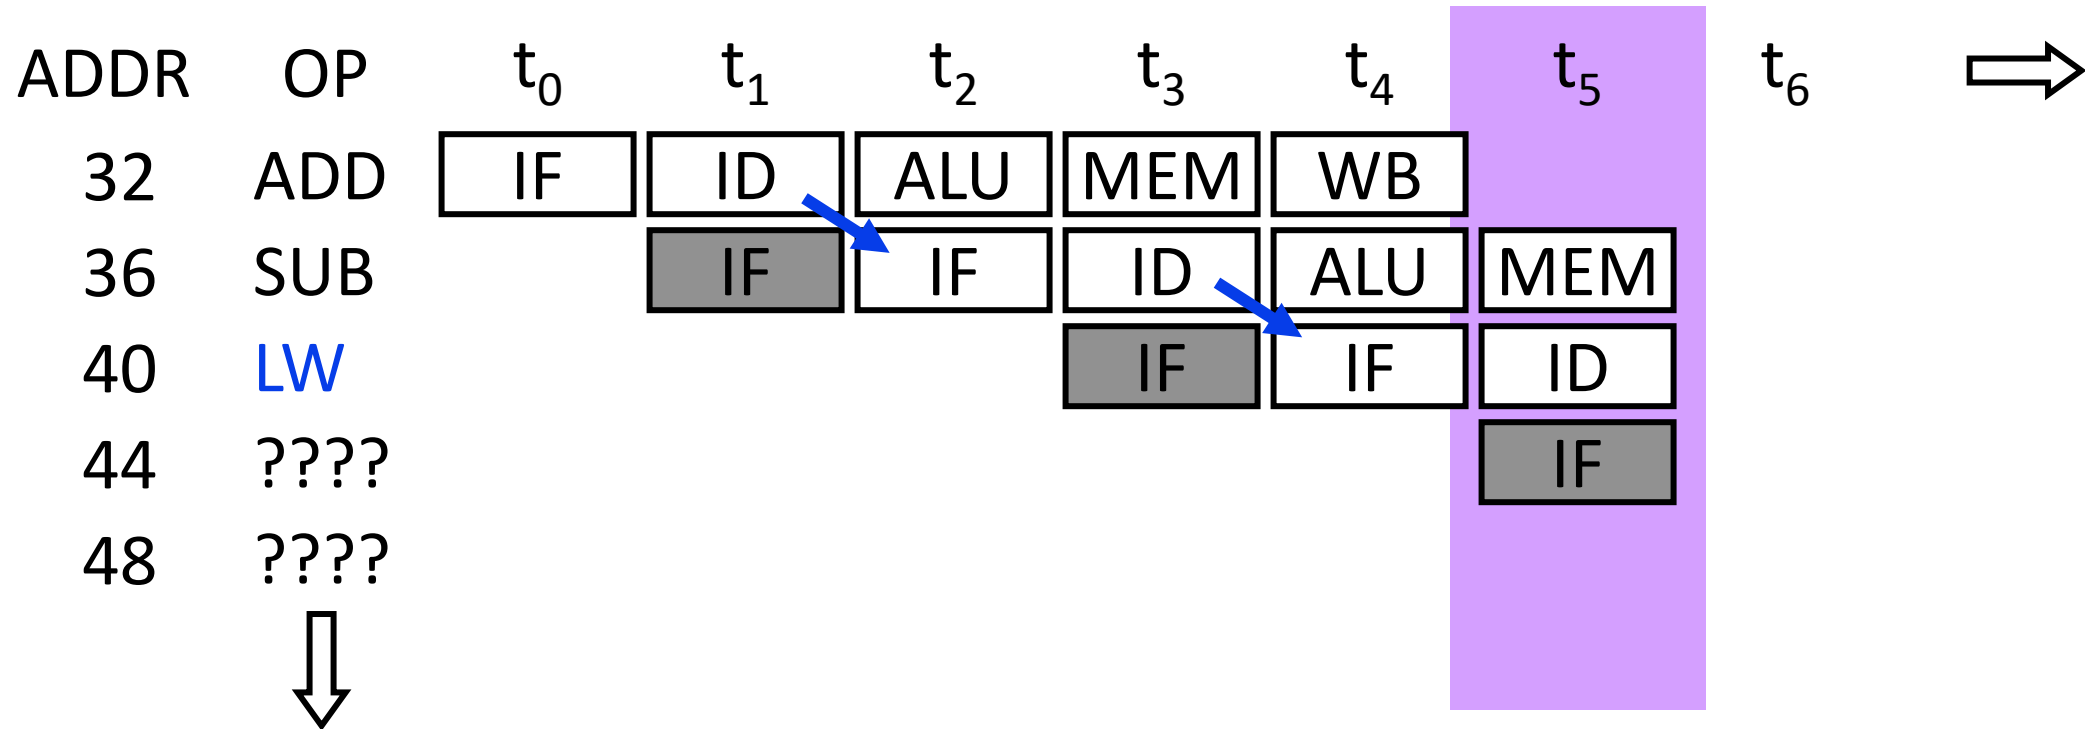 ADDR OP t0 t1 t2 t3 t4 t5 t6
32 ADD IF ID ALU MEM WB
36 SUB IF IF ID ALU MEM
40 LW IF IF ID
44 ???? IF
48 ????